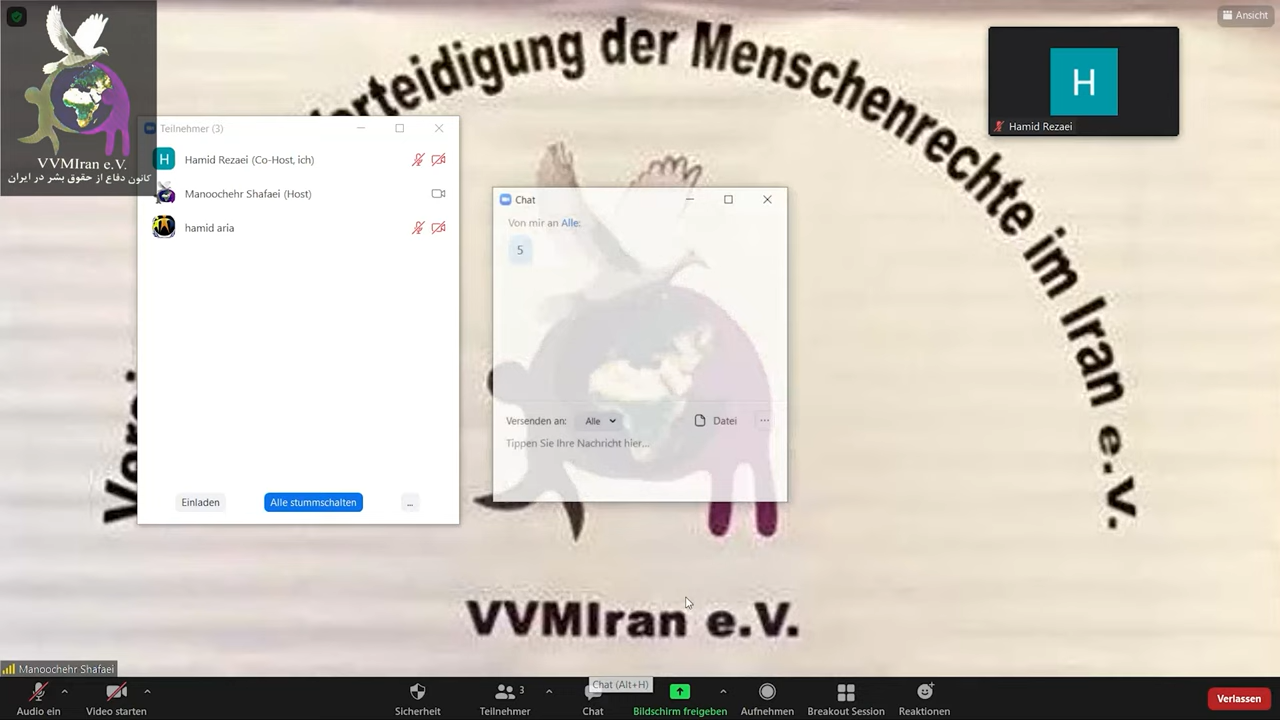 Ansicht
Verteidigung der Menschenrechte im Iran e.V.
VVMIran e.V.
کانون دفاع از حقوق بشر در ایران
H
Hamid Rezaei
Teilnehmer (3)
H
Hamid Rezaei (Co-Host, ich)
Manoochehr Shafaei (Host)
hamid aria
Einladen
Alle stummschalten
...
Chat
Von mir an Alle:
5
Versenden an:
Alle
Datei
...
Tippen Sie Ihre Nachricht hier...
VVMIran e.V.
Manoochehr Shafaei
Chat (Alt+H)
3
Audio ein
Video starten
Sicherheit
Teilnehmer
Chat
Bildschirm freigeben
Aufnehmen
Breakout Session
Reaktionen
Verlassen